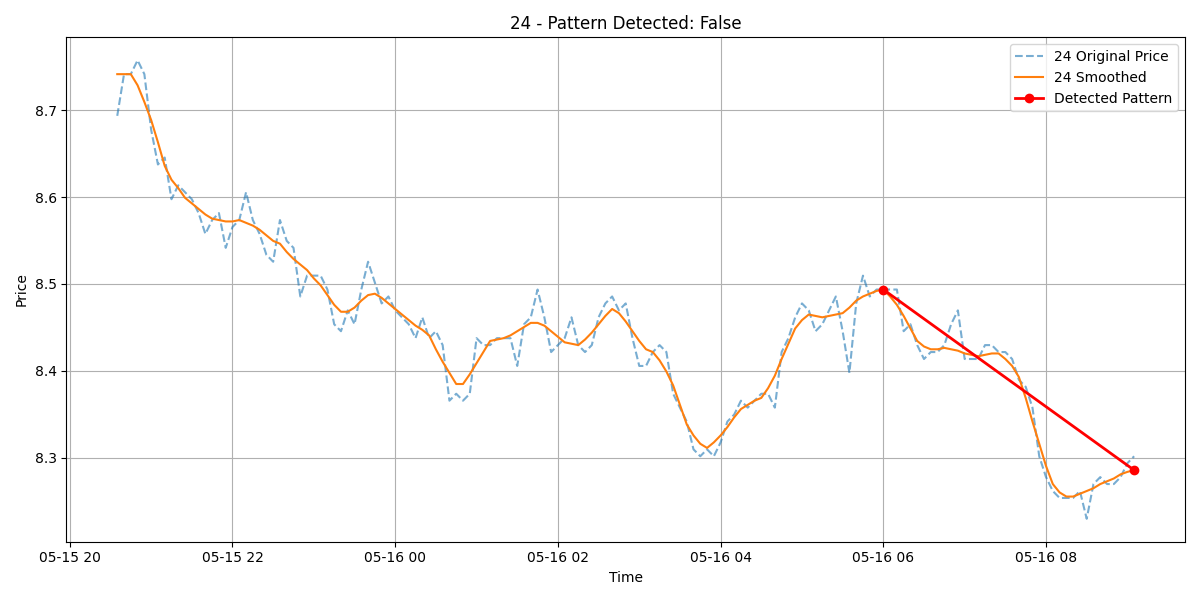 24 - Pattern Detected: False
24 Original Price
24 Smoothed
Detected Pattern
Price
8.7
8.6
8.5
8.4
8.3
05-15 20
05-15 22
05-16 00
05-16 02
05-16 04
05-16 06
05-16 08
Time